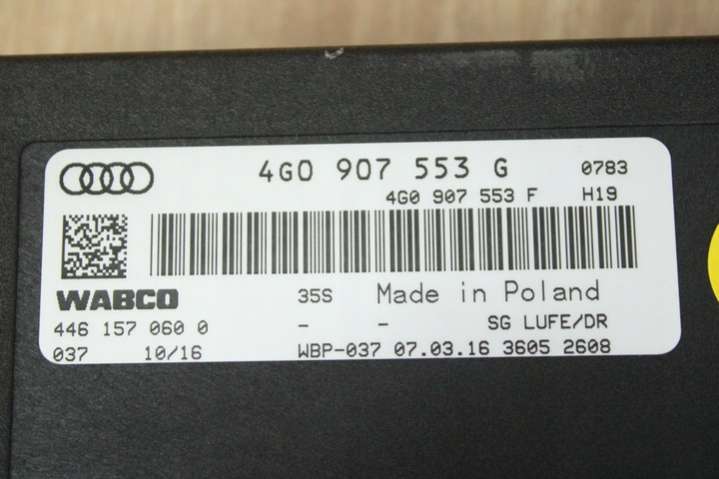 4G0 907 553 G 0783
4G0 907 553 F H19
WABCO 35S Made in Poland
446 157 060 0 - - SG LUFE/DR
037 10/16 WBP-037 07.03.16 3605 2608